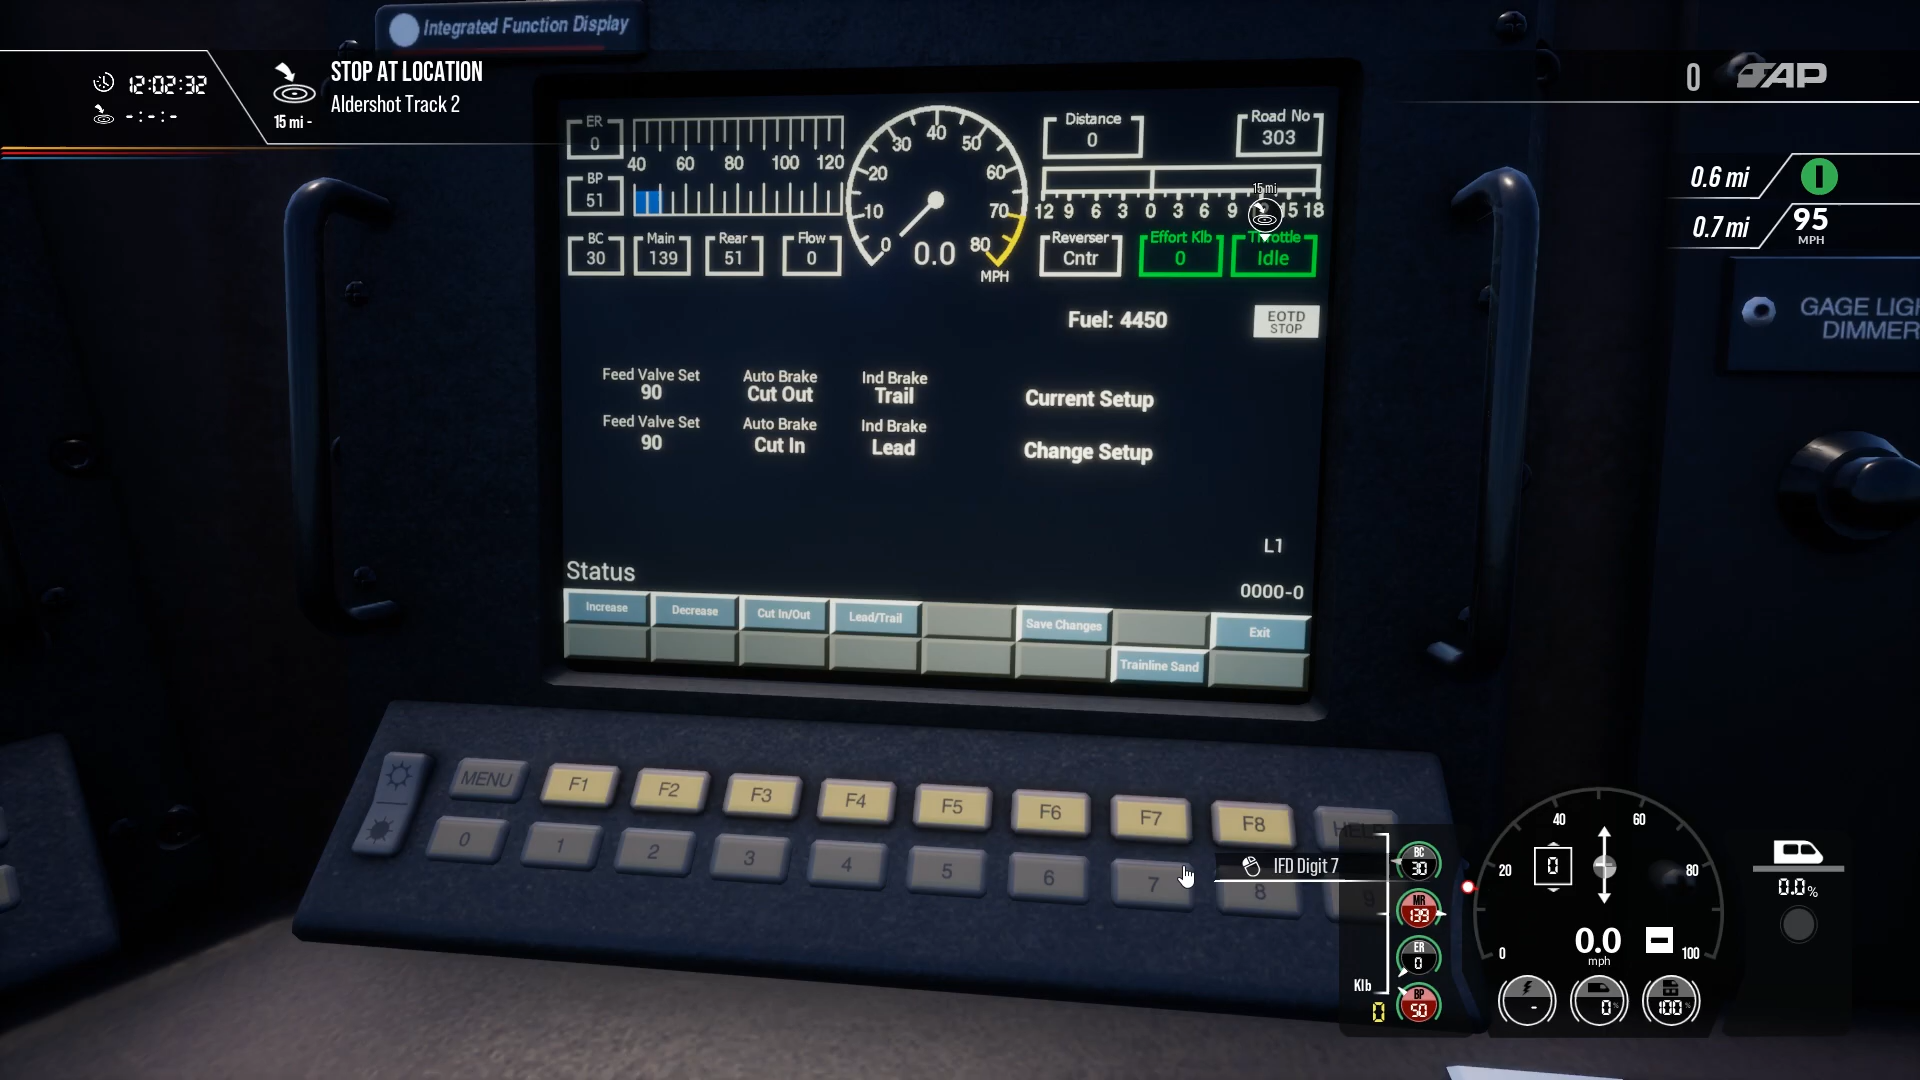 Integrated Function Display
12:02:32
-:-:-
STOP AT LOCATION
Aldershot Track 2
15 mi -
0 AP
0.6 mi
0.7 mi 95
MPH
ER
0
40 60 80 100 120
BP
51
BC
30
Main
139
Rear
51
Flow
0
0 10 20 30 40 50 60 70 80
0.0
MPH
Distance
0
Road No
303
15 mi
12 9 6 3 0 3 6 9 15 18
Reverser
Cntr
Effort Klb
0
Throttle
Idle
Fuel: 4450
EOTD
STOP
Feed Valve Set
90
Auto Brake
Cut Out
Ind Brake
Trail
Current Setup
Feed Valve Set
90
Auto Brake
Cut In
Ind Brake
Lead
Change Setup
L1
Status
0000-0
Increase Decrease Cut In/Out Lead/Trail Save Changes Exit
Trainline Sand
GAGE LIGH
DIMMER
MENU F1 F2 F3 F4 F5 F6 F7 F8 HELP
0 1 2 3 4 5 6 7 8 9
IFD Digit 7
BC
30
MR
139
ER
0
BP
50
Klb
0
0 20 40 60 80 100
0
0.0
mph
-
0%
100%
0.0%